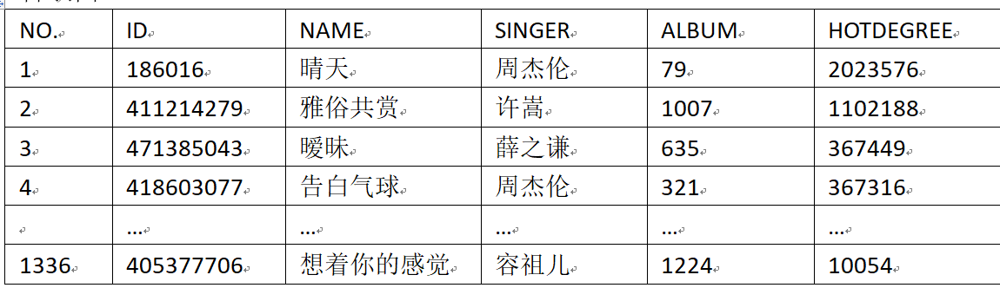 NO. ID NAME SINGER ALBUM HOTDEGREE
1 186016 晴天 周杰伦 79 2023576
2 411214279 雅俗共赏 许嵩 1007 1102188
3 471385043 暧昧 薛之谦 635 367449
4 418603077 告白气球 周杰伦 321 367316
… … … … …
1336 405377706 想着你的感觉 容祖儿 1224 10054